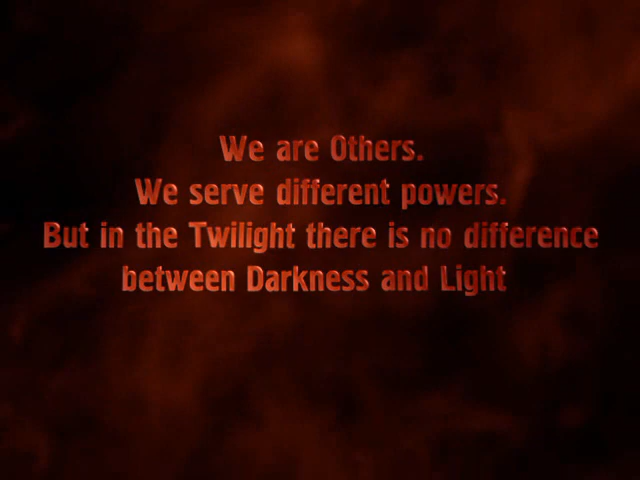 We are Others.
We serve different powers.
But in the Twilight there is no difference
between Darkness and Light